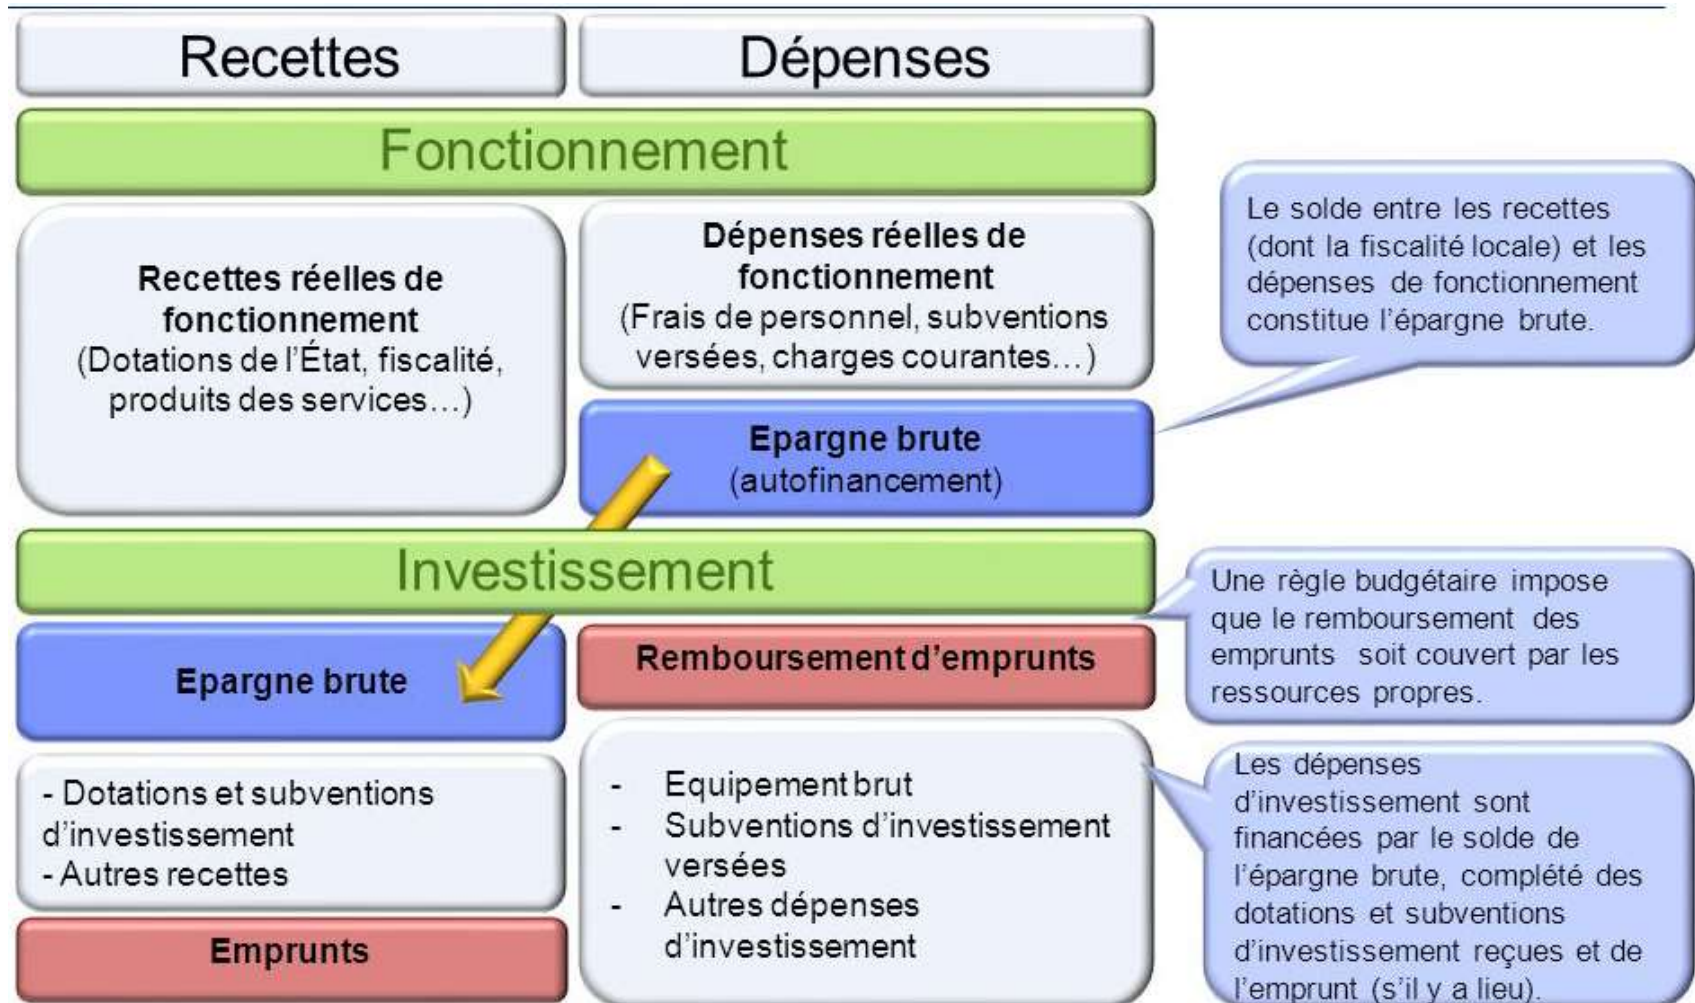 Recettes
Dépenses
Fonctionnement
Recettes réelles de
fonctionnement
(Dotations de l'État, fiscalité,
produits des services…)
Dépenses réelles de
fonctionnement
(Frais de personnel, subventions
versées, charges courantes…)
Epargne brute
(autofinancement)
Le solde entre les recettes
(dont la fiscalité locale) et les
dépenses de fonctionnement
constitue l'épargne brute.
Investissement
Epargne brute
Remboursement d'emprunts
Une règle budgétaire impose
que le remboursement des
emprunts soit couvert par les
ressources propres.
- Dotations et subventions
d'investissement
- Autres recettes
Emprunts
- Equipement brut
- Subventions d'investissement
versées
- Autres dépenses
d'investissement
Les dépenses
d'investissement sont
financées par le solde de
l'épargne brute, complété des
dotations et subventions
d'investissement reçues et de
l'emprunt (s'il y a lieu).